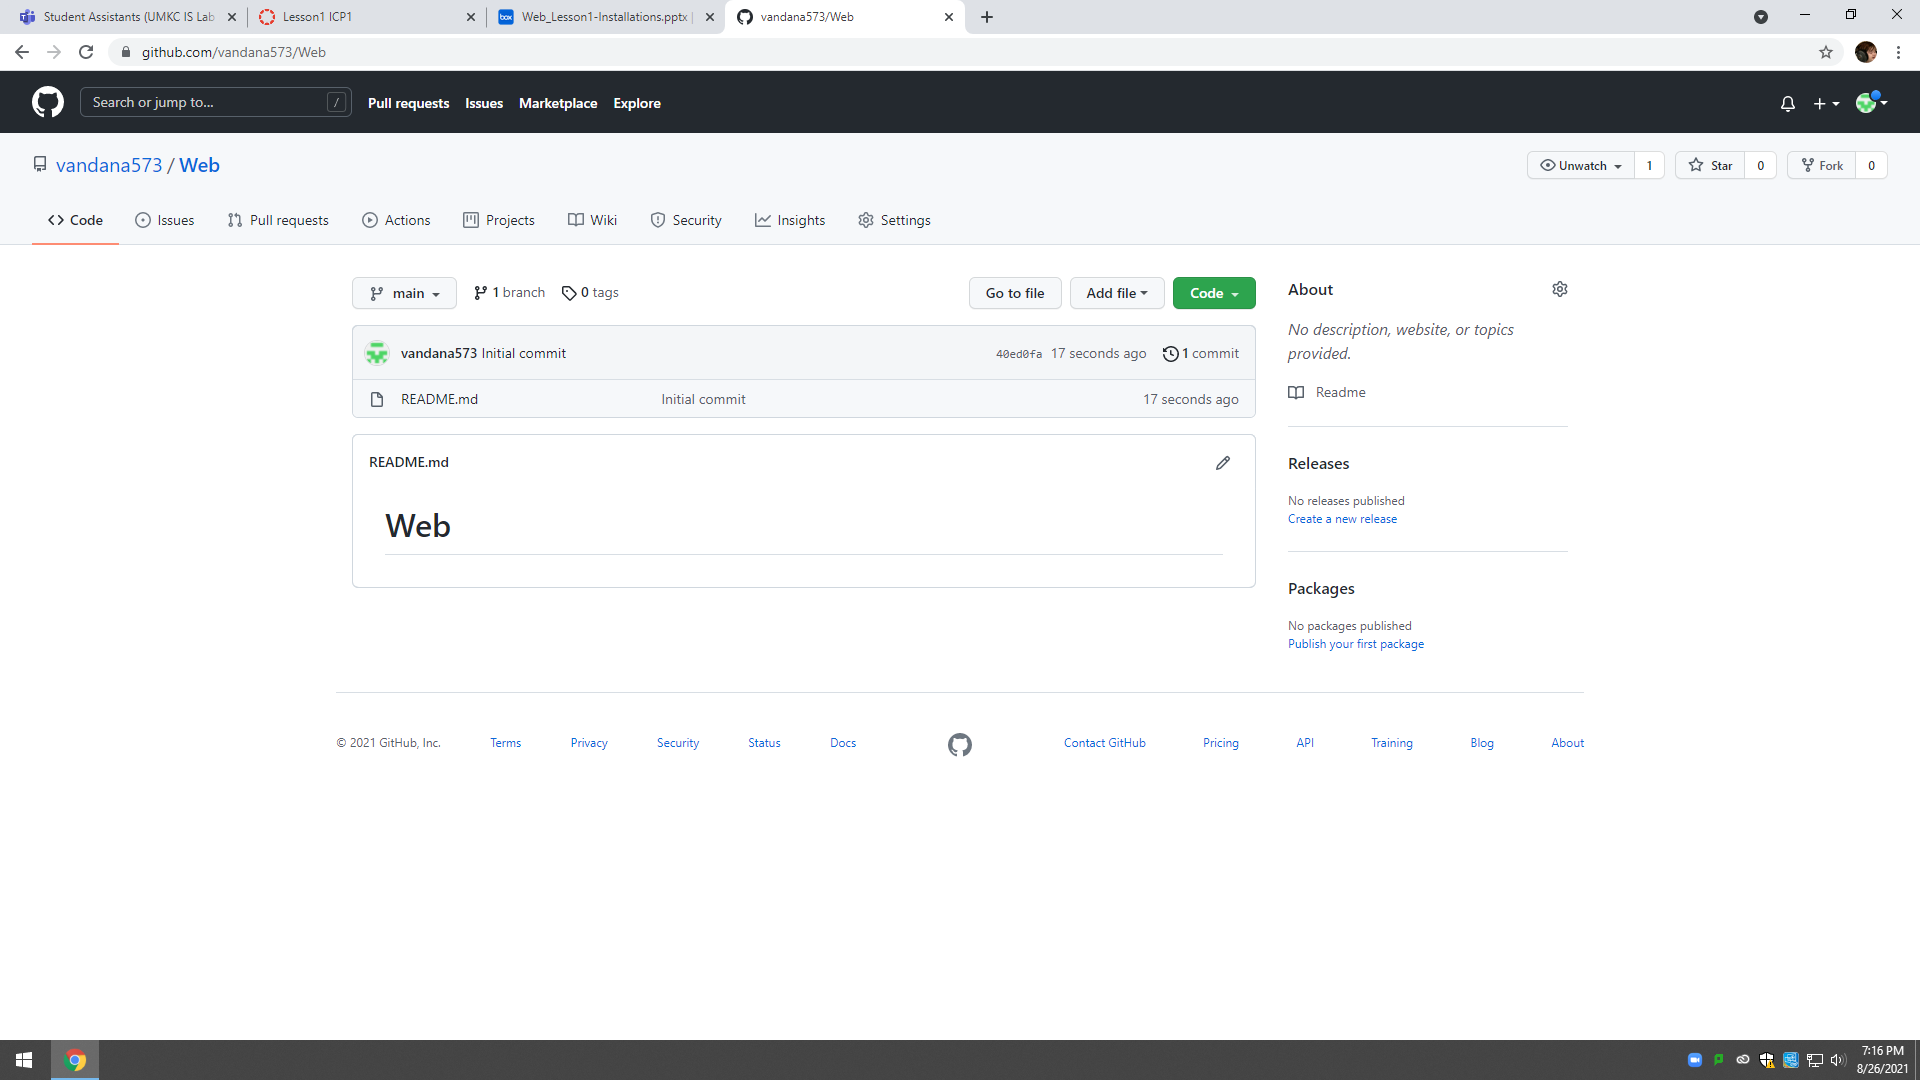 Student Assistants (UMKC IS Lab
Lesson1 ICP1
Web_Lesson1-Installations.pptx |
vandana573/Web
github.com/vandana573/Web
Search or jump to... /
Pull requests Issues Marketplace Explore
vandana573 / Web
Unwatch 1 Star 0 Fork 0
Code Issues Pull requests Actions Projects Wiki Security Insights Settings
main 1 branch 0 tags Go to file Add file Code
vandana573 Initial commit 40ed0fa 17 seconds ago 1 commit
README.md Initial commit 17 seconds ago
README.md
Web
About
No description, website, or topics
provided.
Readme
Releases
No releases published
Create a new release
Packages
No packages published
Publish your first package
© 2021 GitHub, Inc. Terms Privacy Security Status Docs Contact GitHub Pricing API Training Blog About
7:16 PM
8/26/2021